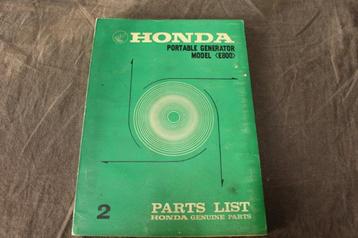 HONDA
PORTABLE GENERATOR
MODEL <E800>
2
PARTS LIST
HONDA GENUINE PARTS